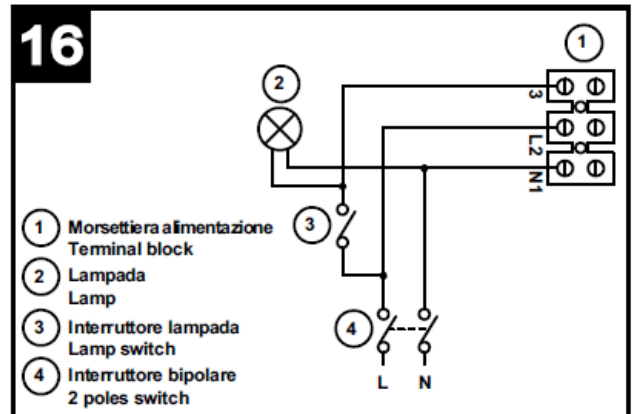 16
1
2
3
L2
N1
3
4
L N
1 Morsettiera alimentazione
Terminal block
2 Lampada
Lamp
3 Interruttore lampada
Lamp switch
4 Interruttore bipolare
2 poles switch